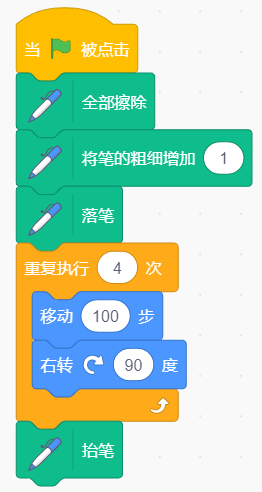 当 被点击
全部擦除
将笔的粗细增加 1
落笔
重复执行 4 次
移动 100 步
右转 90 度
抬笔